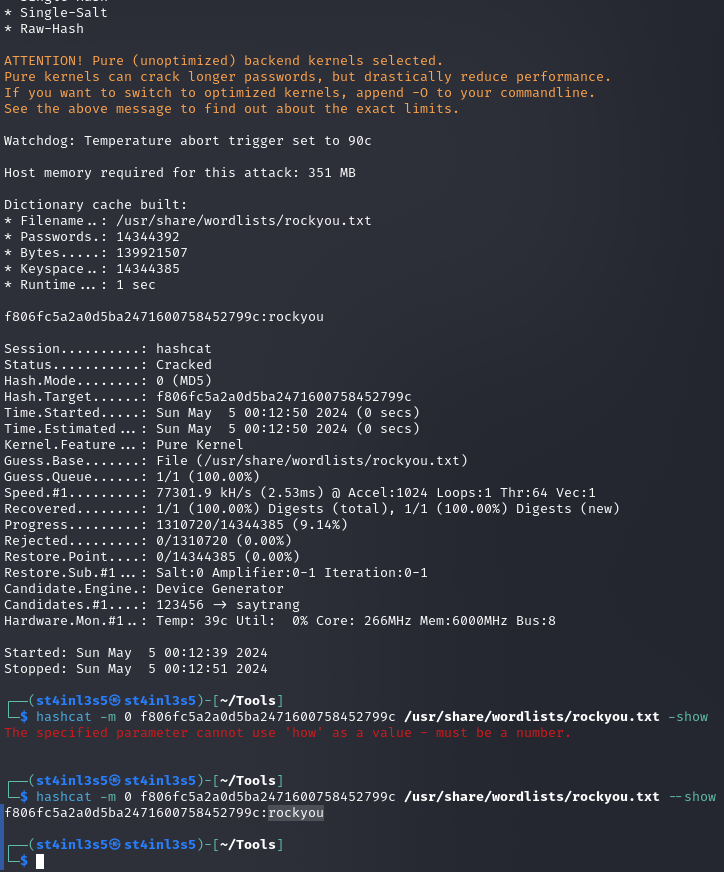 * Single-Salt
* Raw-Hash
ATTENTION! Pure (unoptimized) backend kernels selected.
Pure kernels can crack longer passwords, but drastically reduce performance.
If you want to switch to optimized kernels, append -O to your commandline.
See the above message to find out about the exact limits.
Watchdog: Temperature abort trigger set to 90c
Host memory required for this attack: 351 MB
Dictionary cache built:
* Filename..: /usr/share/wordlists/rockyou.txt
* Passwords.: 14344392
* Bytes.....: 139921507
* Keyspace..: 14344385
* Runtime...: 1 sec
f806fc5a2a0d5ba2471600758452799c:rockyou
Session..........: hashcat
Status...........: Cracked
Hash.Mode........: 0 (MD5)
Hash.Target......: f806fc5a2a0d5ba2471600758452799c
Time.Started.....: Sun May  5 00:12:50 2024 (0 secs)
Time.Estimated...: Sun May  5 00:12:50 2024 (0 secs)
Kernel.Feature...: Pure Kernel
Guess.Base.......: File (/usr/share/wordlists/rockyou.txt)
Guess.Queue......: 1/1 (100.00%)
Speed.#1.........: 77301.9 kH/s (2.53ms) @ Accel:1024 Loops:1 Thr:64 Vec:1
Recovered........: 1/1 (100.00%) Digests (total), 1/1 (100.00%) Digests (new)
Progress.........: 1310720/14344385 (9.14%)
Rejected.........: 0/1310720 (0.00%)
Restore.Point....: 0/14344385 (0.00%)
Restore.Sub.#1...: Salt:0 Amplifier:0-1 Iteration:0-1
Candidate.Engine.: Device Generator
Candidates.#1....: 123456 -> saytrang
Hardware.Mon.#1..: Temp: 39c Util:  0% Core: 266MHz Mem:6000MHz Bus:8
Started: Sun May  5 00:12:39 2024
Stopped: Sun May  5 00:12:51 2024
┌──(st4inl3s5㉿st4inl3s5)-[~/Tools]
└─$ hashcat -m 0 f806fc5a2a0d5ba2471600758452799c /usr/share/wordlists/rockyou.txt -show
The specified parameter cannot use 'how' as a value - must be a number.
┌──(st4inl3s5㉿st4inl3s5)-[~/Tools]
└─$ hashcat -m 0 f806fc5a2a0d5ba2471600758452799c /usr/share/wordlists/rockyou.txt --show
f806fc5a2a0d5ba2471600758452799c:rockyou
┌──(st4inl3s5㉿st4inl3s5)-[~/Tools]
└─$